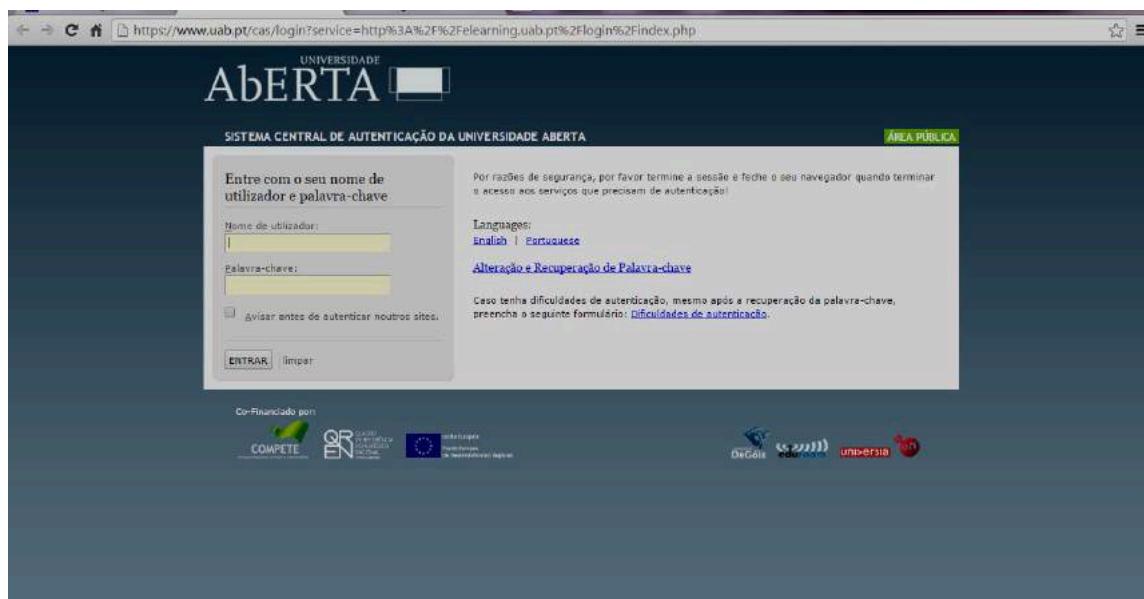 https://www.uab.pt/cas/login?service=http%3A%2F%2Felearning.uab.pt%2Flogin%2Findex.php
UNIVERSIDADE
AbERTA
SISTEMA CENTRAL DE AUTENTICAÇÃO DA UNIVERSIDADE ABERTA
ÁREA PÚBLICA
Entre com o seu nome de
utilizador e palavra-chave
Nome de utilizador:
Palavra-chave:
Avisar antes de autenticar noutros sites.
ENTRAR limpar
Por razões de segurança, por favor termine a sessão e feche o seu navegador quando terminar
o acesso aos serviços que precisam de autenticação!
Languages:
English | Portuguese
Alteração e Recuperação de Palavra-chave
Caso tenha dificuldades de autenticação, mesmo após a recuperação da palavra-chave,
preencha o seguinte formulário: Dificuldades de autenticação.
Co-Financiado por:
COMPETE
QREN
DeGóis
eduroam
universia